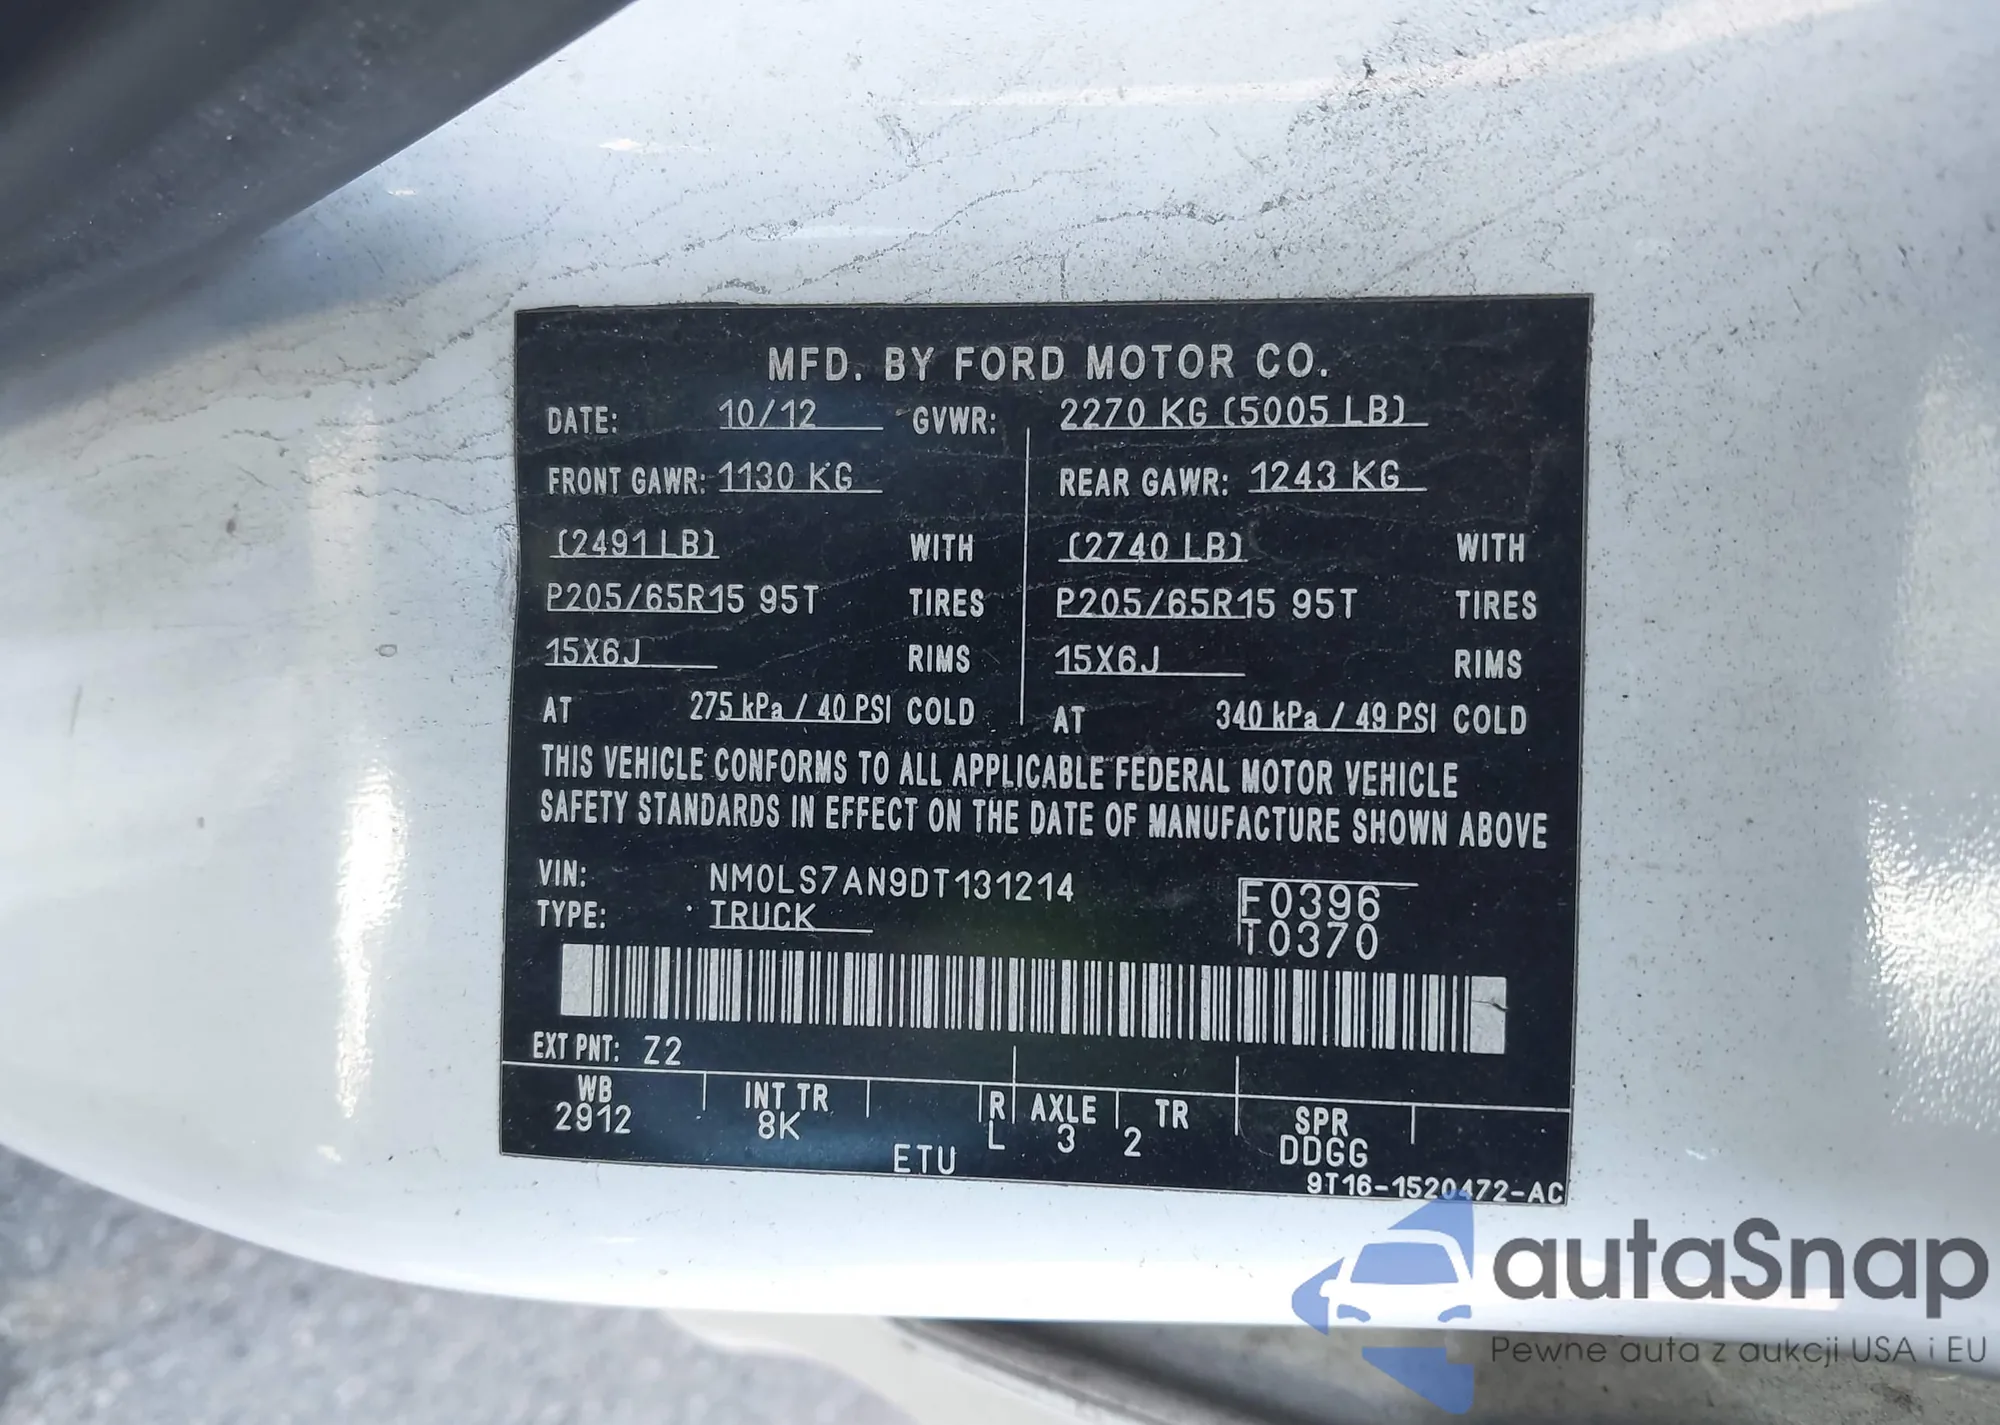 MFD. BY FORD MOTOR CO.
DATE: 10/12 GVWR: 2270 KG (5005 LB)
FRONT GAWR: 1130 KG REAR GAWR: 1243 KG
(2491 LB) WITH (2740 LB) WITH
P205/65R15 95T TIRES P205/65R15 95T TIRES
15X6J RIMS 15X6J RIMS
AT 275 kPa / 40 PSI COLD AT 340 kPa / 49 PSI COLD
THIS VEHICLE CONFORMS TO ALL APPLICABLE FEDERAL MOTOR VEHICLE
SAFETY STANDARDS IN EFFECT ON THE DATE OF MANUFACTURE SHOWN ABOVE
VIN: NM0LS7AN9DT131214 F0396
TYPE: TRUCK T0370
EXT PNT: Z2
WB INT TR R AXLE TR SPR
2912 8K L 3 2 DDGG
ETU
9T16-1520472-AC
autaSnap
Pewne auta z aukcji USA i EU